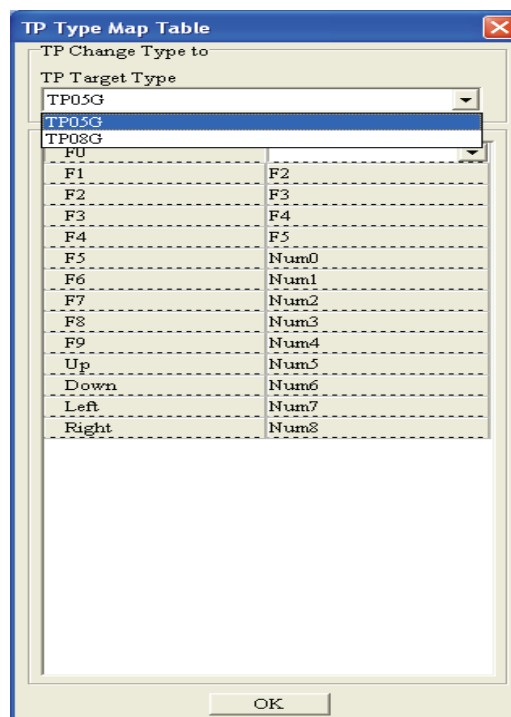 TP Type Map Table
TP Change Type to
TP Target Type
TP05G
TP05G
TP08G
F0
F1 F2
F2 F3
F3 F4
F4 F5
F5 Num0
F6 Num1
F7 Num2
F8 Num3
F9 Num4
Up Num5
Down Num6
Left Num7
Right Num8
OK